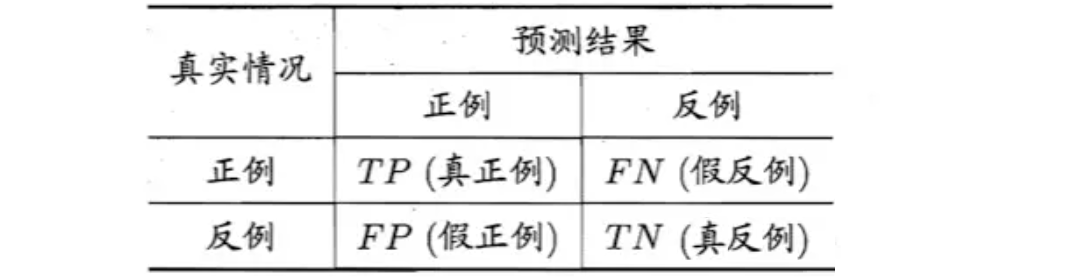 预测结果
真实情况
正例 反例
正例 TP (真正例) FN (假反例)
反例 FP (假正例) TN (真反例)